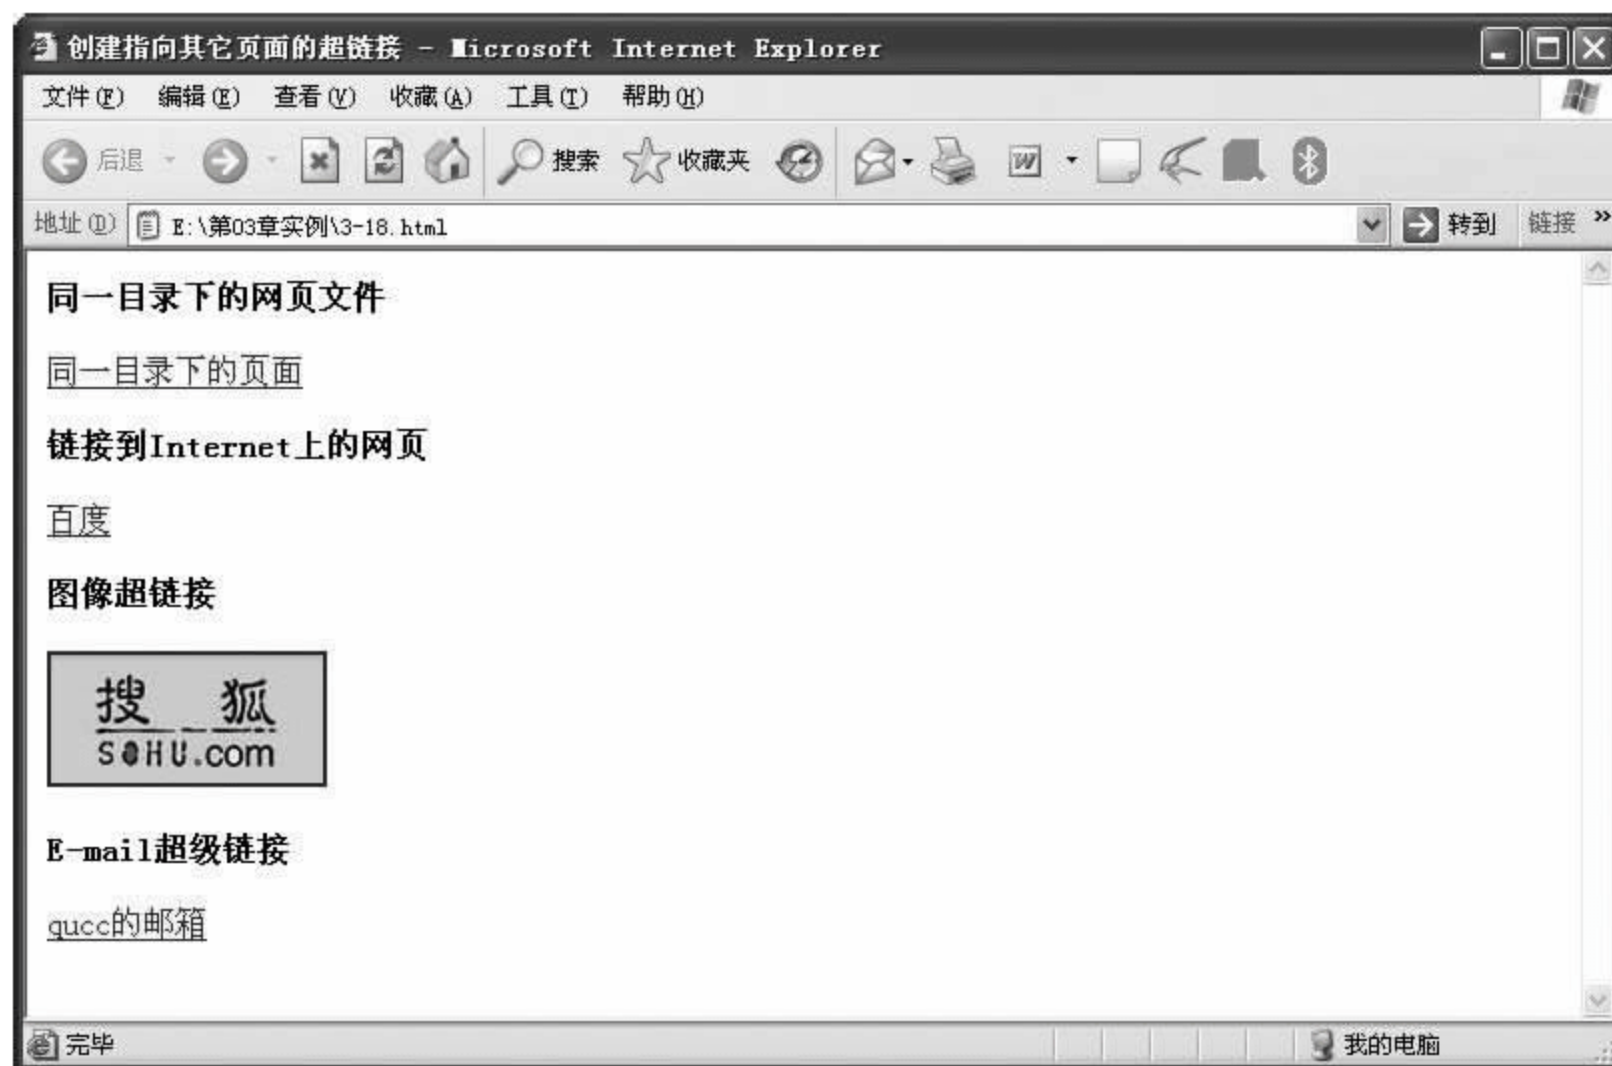 创建指向其它页面的超链接 - Microsoft Internet Explorer
文件(F) 编辑(E) 查看(V) 收藏(A) 工具(T) 帮助(H)
后退 搜索 收藏夹 W
地址(D) E:\第03章实例\3-18.html 转到 链接 »
同一目录下的网页文件
同一目录下的页面
链接到Internet上的网页
百度
图像超链接
搜 狐
SOHU.com
E-mail超级链接
qucc的邮箱
完毕 我的电脑